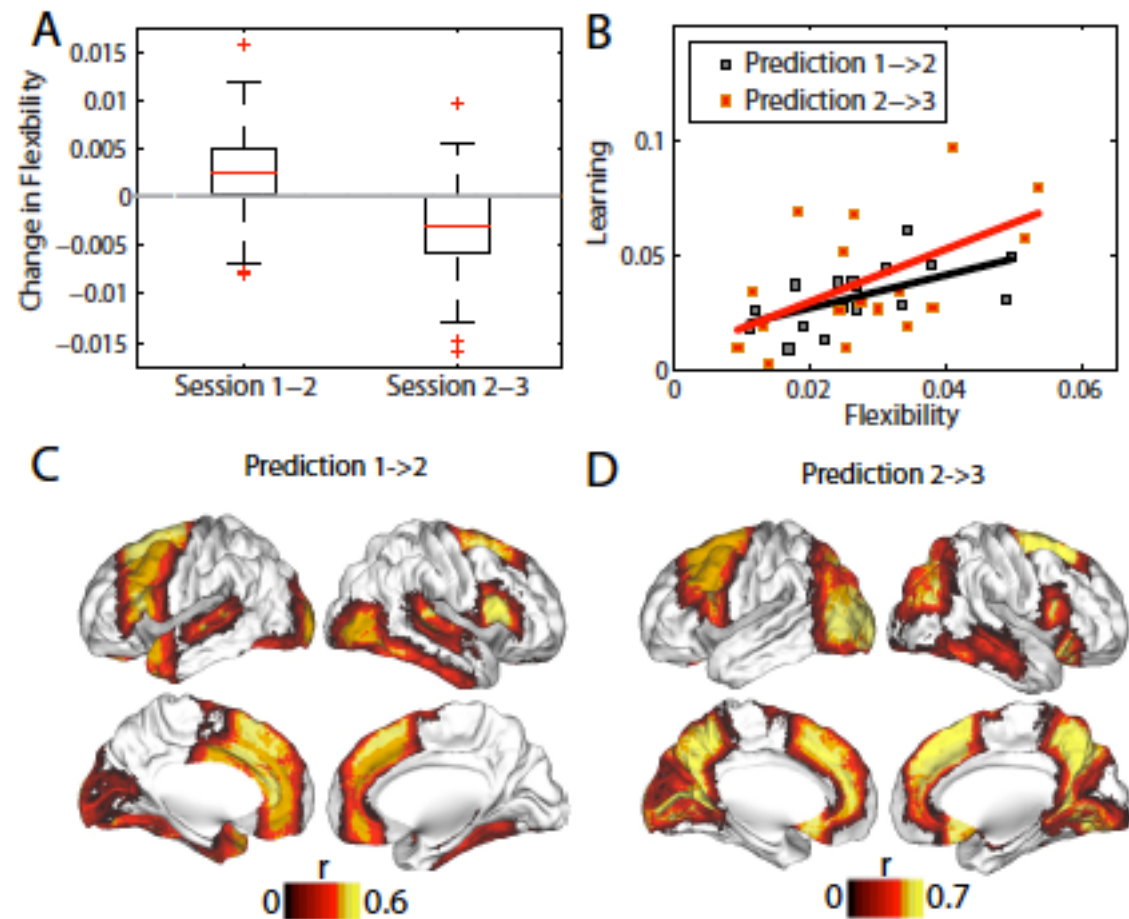 A
Change in Flexibility
0.015
0.01
0.005
0
−0.005
−0.01
−0.015
Session 1−2 Session 2−3
B
Prediction 1−>2
Prediction 2−>3
Learning
0.1
0.05
0
0 0.02 0.04 0.06
Flexibility
C Prediction 1->2
r
0 0.6
D Prediction 2->3
r
0 0.7